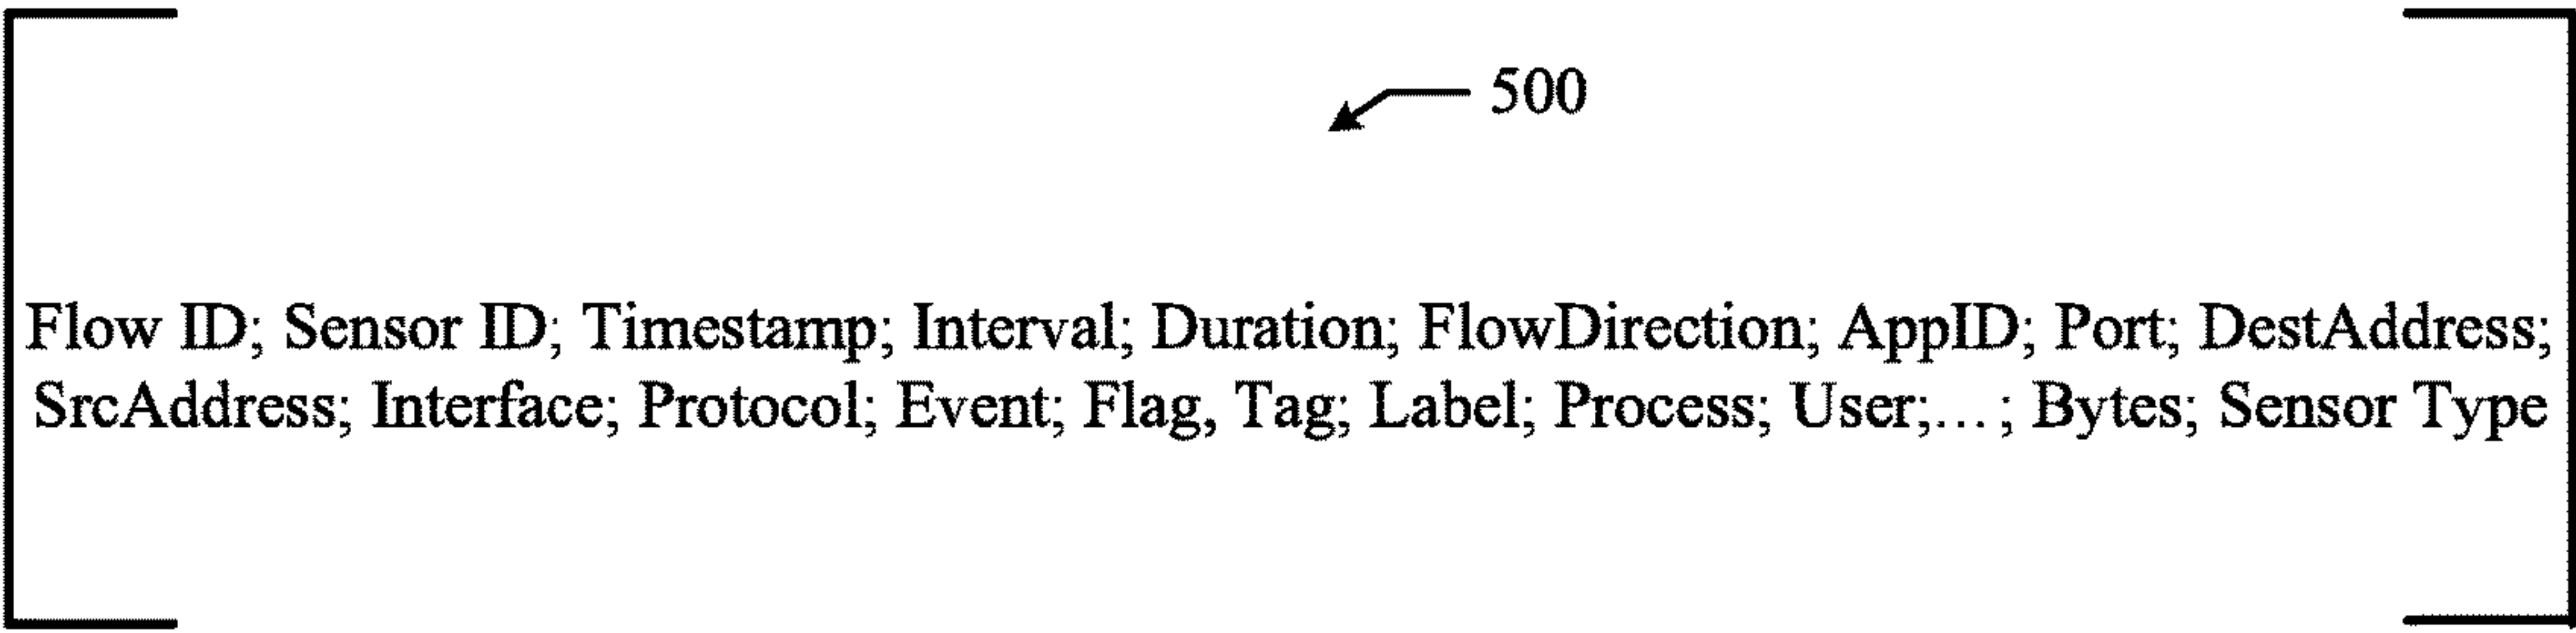 500
Flow ID; Sensor ID; Timestamp; Interval; Duration; FlowDirection; AppID; Port; DestAddress;
SrcAddress; Interface; Protocol; Event; Flag, Tag; Label; Process; User;...; Bytes; Sensor Type